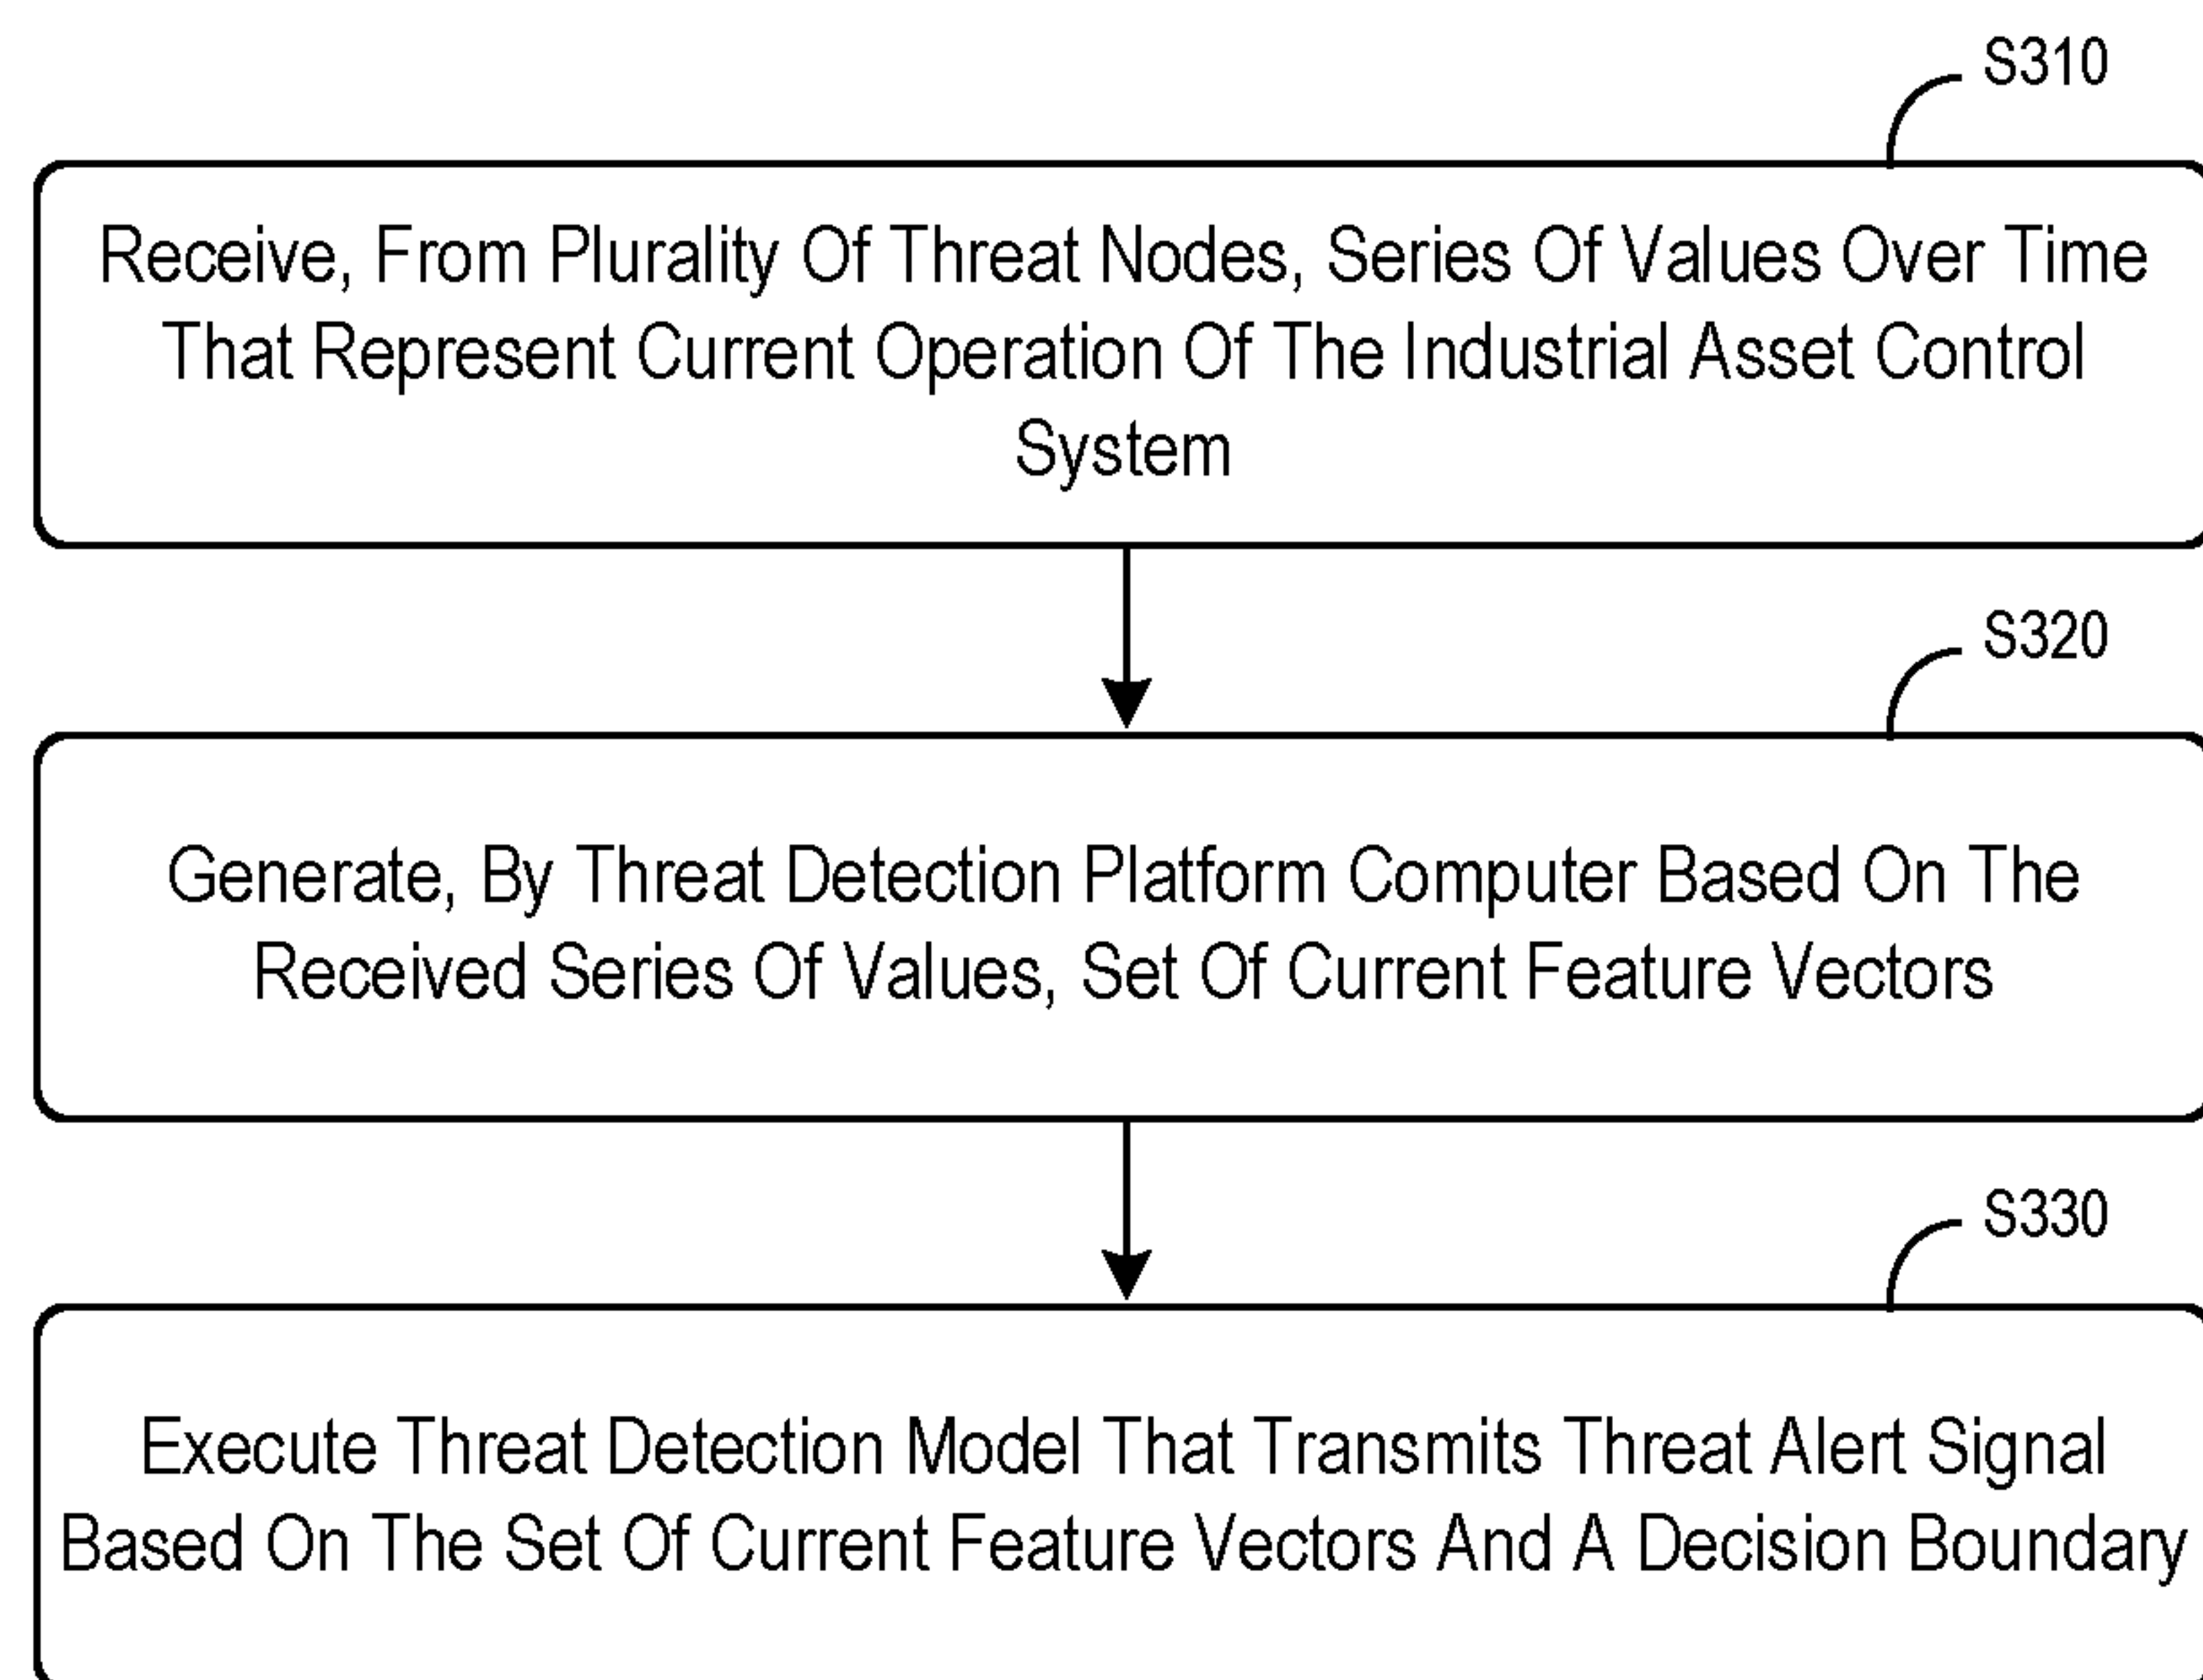 S310
Receive, From Plurality Of Threat Nodes, Series Of Values Over Time
That Represent Current Operation Of The Industrial Asset Control
System
S320
Generate, By Threat Detection Platform Computer Based On The
Received Series Of Values, Set Of Current Feature Vectors
S330
Execute Threat Detection Model That Transmits Threat Alert Signal
Based On The Set Of Current Feature Vectors And A Decision Boundary